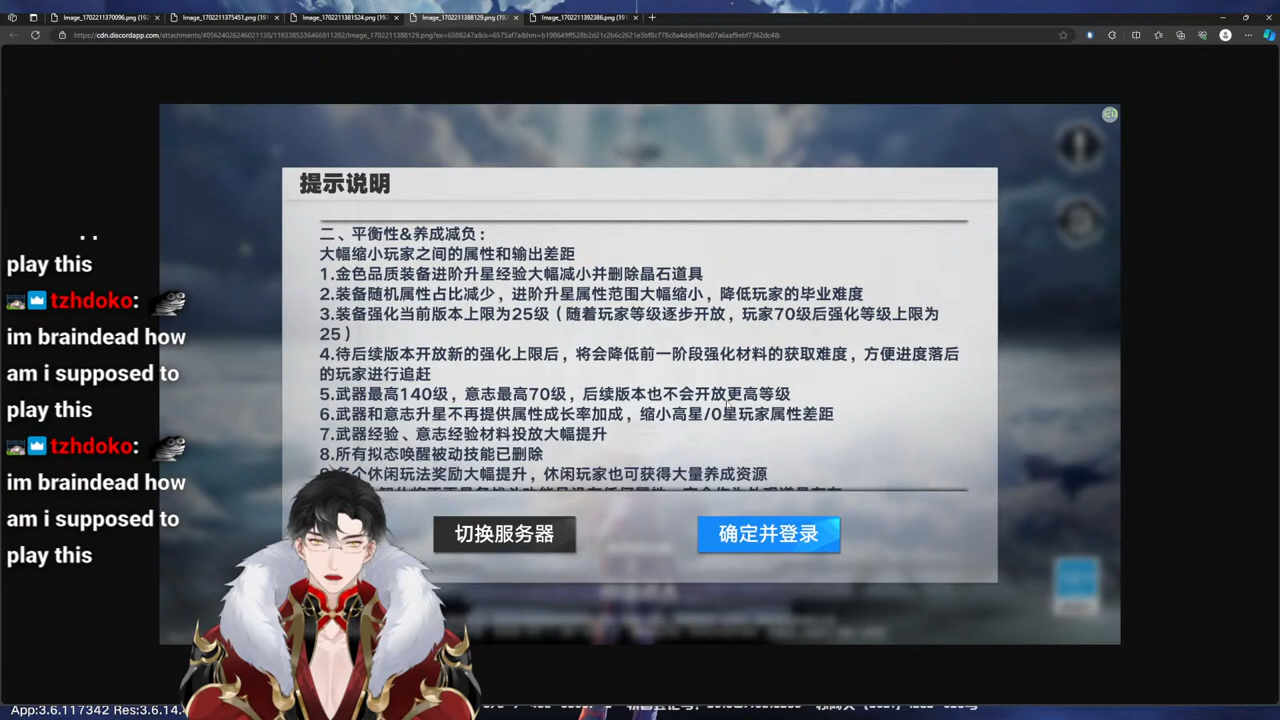 Image_1702211370096.png (192
Image_1702211375451.png (191
Image_1702211381524.png (192
Image_1702211388129.png (191
Image_1702211392386.png (191
提示说明
二、平衡性&养成减负：
大幅缩小玩家之间的属性和输出差距
1.金色品质装备进阶升星经验大幅减小并删除晶石道具
2.装备随机属性占比减少，进阶升星属性范围大幅缩小，降低玩家的毕业难度
3.装备强化当前版本上限为25级（随着玩家等级逐步开放，玩家70级后强化等级上限为
25）
4.待后续版本开放新的强化上限后，将会降低前一阶段强化材料的获取难度，方便进度落后
的玩家进行追赶
5.武器最高140级，意志最高70级，后续版本也不会开放更高等级
6.武器和意志升星不再提供属性成长率加成，缩小高星/0星玩家属性差距
7.武器经验、意志经验材料投放大幅提升
8.所有拟态唤醒被动技能已删除
个休闲玩法奖励大幅提升，休闲玩家也可获得大量养成资源
切换服务器
确定并登录
play this
tzhdoko:
im braindead how
am i supposed to
play this
tzhdoko:
im braindead how
am i supposed to
play this
App:3.6.117342 Res:3.6.14.